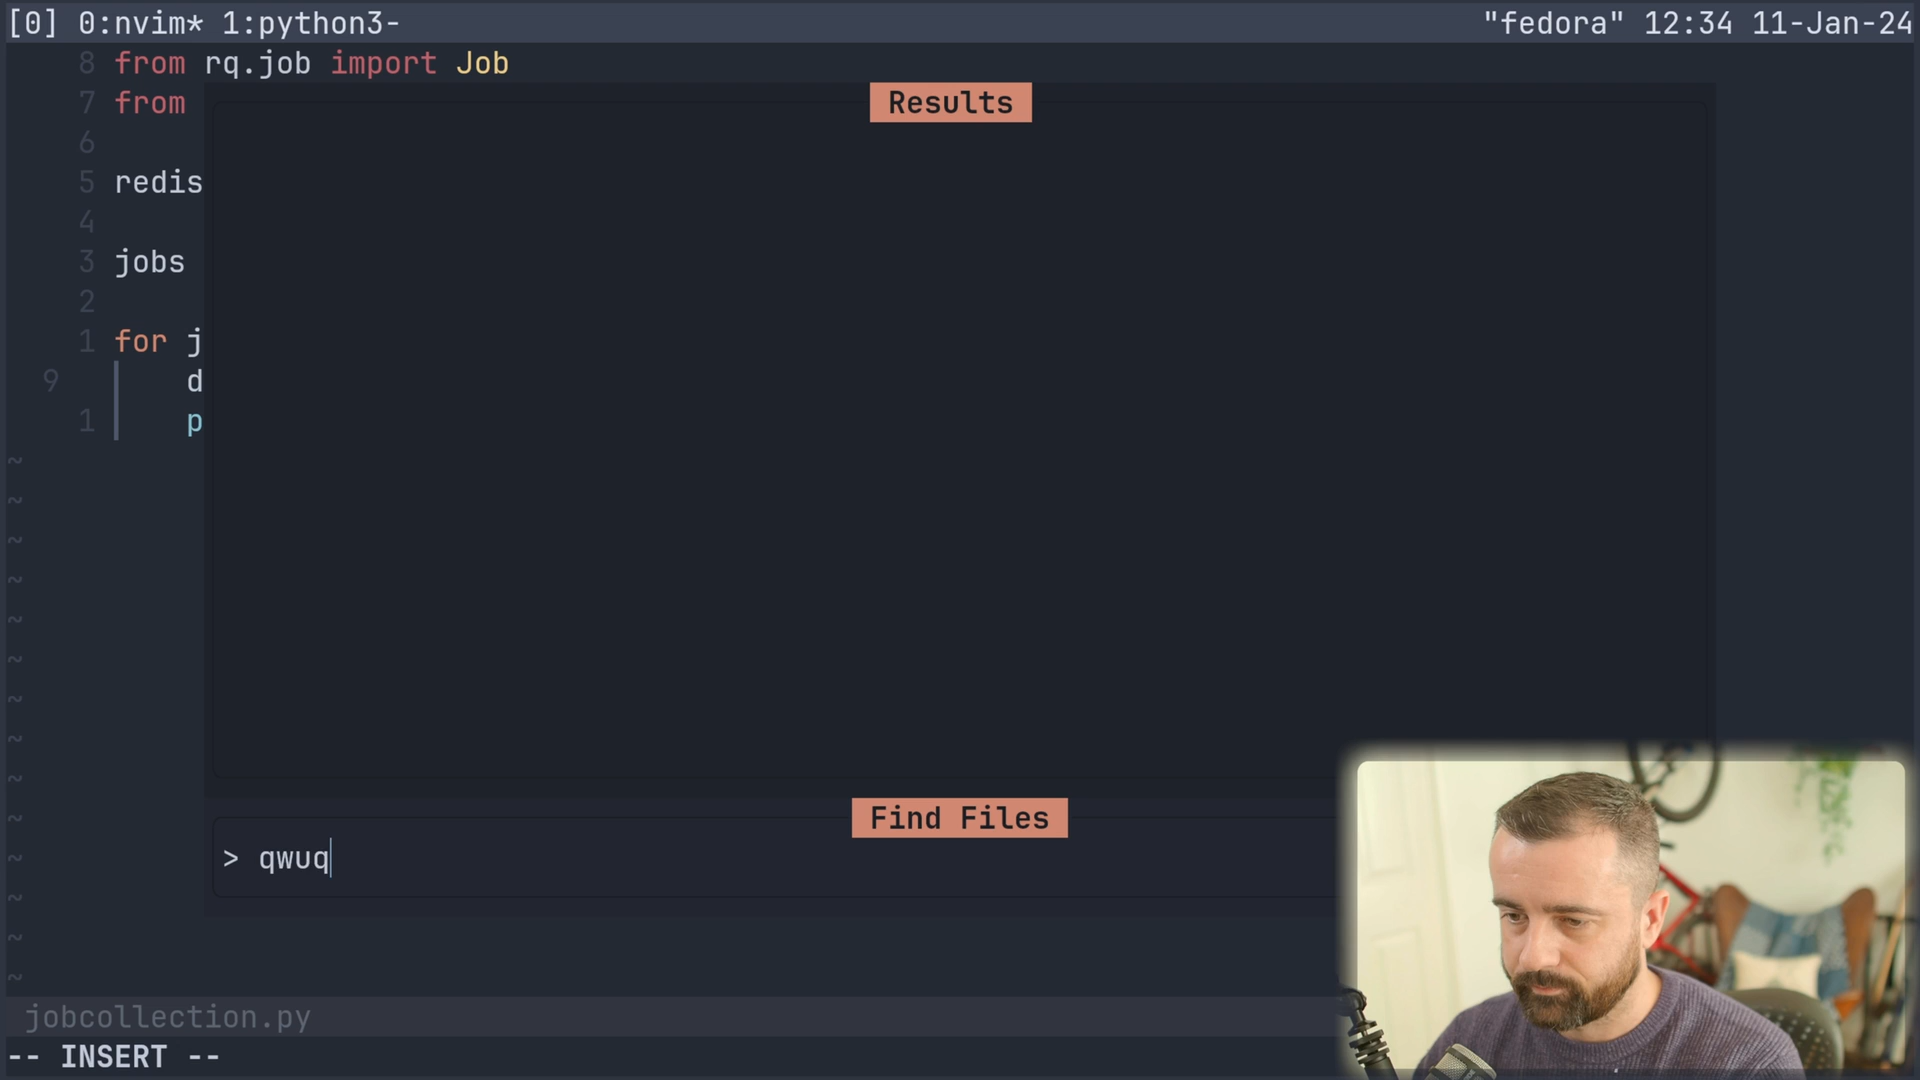 [0] 0:nvim* 1:python3- "fedora" 12:34 11-Jan-24
8 from rq.job import Job
7 from
Results
6
5 redis
4
3 jobs
2
1 for j
9 d
1 p
~
~
~
~
~
~
~
~
~
Find Files
~
~
> qwuq
~
~
~
jobcollection.py
-- INSERT --